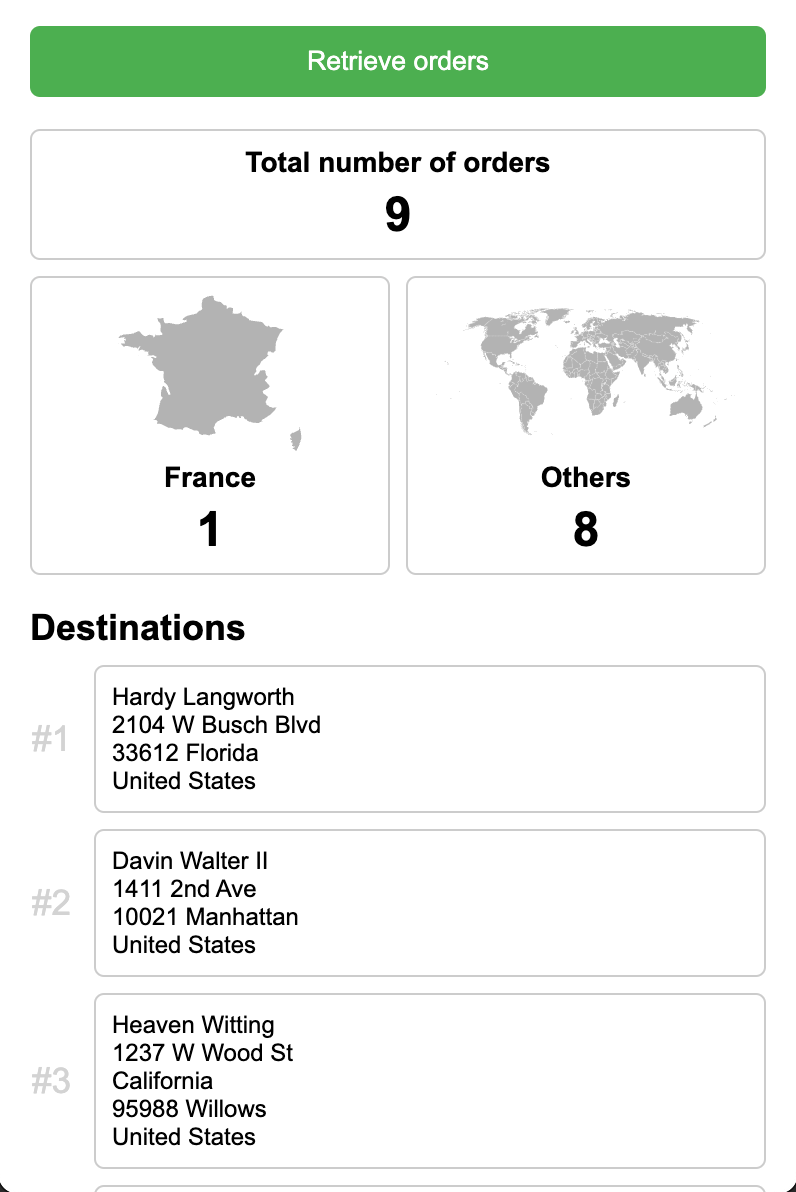 Retrieve orders
Total number of orders
9
France
1
Others
8
Destinations
#1
Hardy Langworth
2104 W Busch Blvd
33612 Florida
United States
#2
Davin Walter II
1411 2nd Ave
10021 Manhattan
United States
#3
Heaven Witting
1237 W Wood St
California
95988 Willows
United States